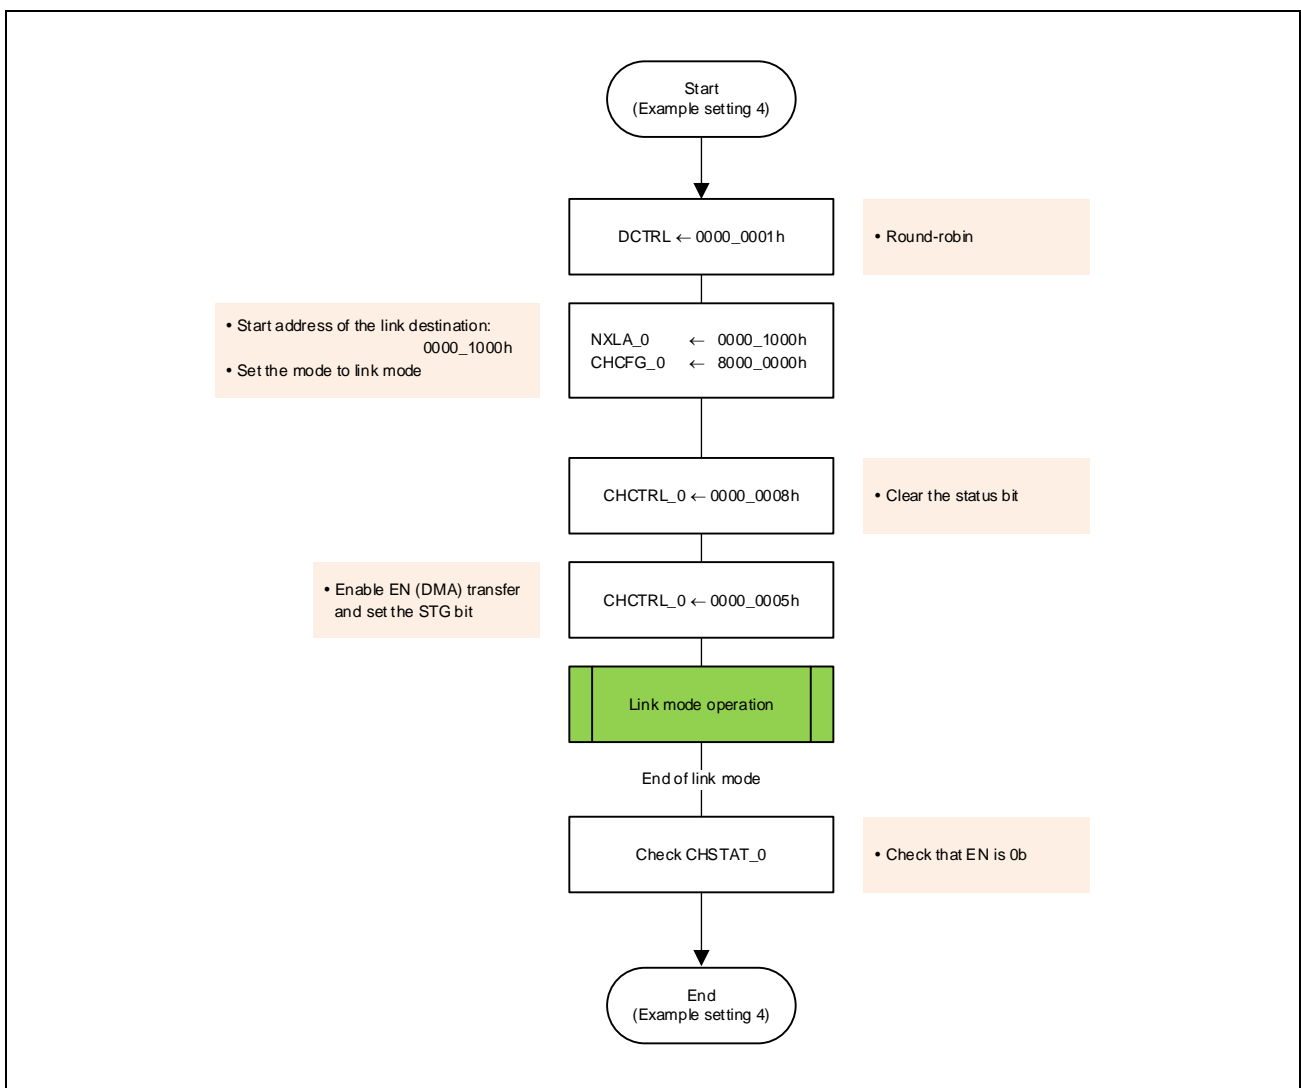 Start
(Example setting 4)
DCTRL ← 0000_0001h
• Round-robin
• Start address of the link destination:
0000_1000h
• Set the mode to link mode
NXLA_0 ← 0000_1000h
CHCFG_0 ← 8000_0000h
CHCTRL_0 ← 0000_0008h
• Clear the status bit
• Enable EN (DMA) transfer
and set the STG bit
CHCTRL_0 ← 0000_0005h
Link mode operation
End of link mode
Check CHSTAT_0
• Check that EN is 0b
End
(Example setting 4)